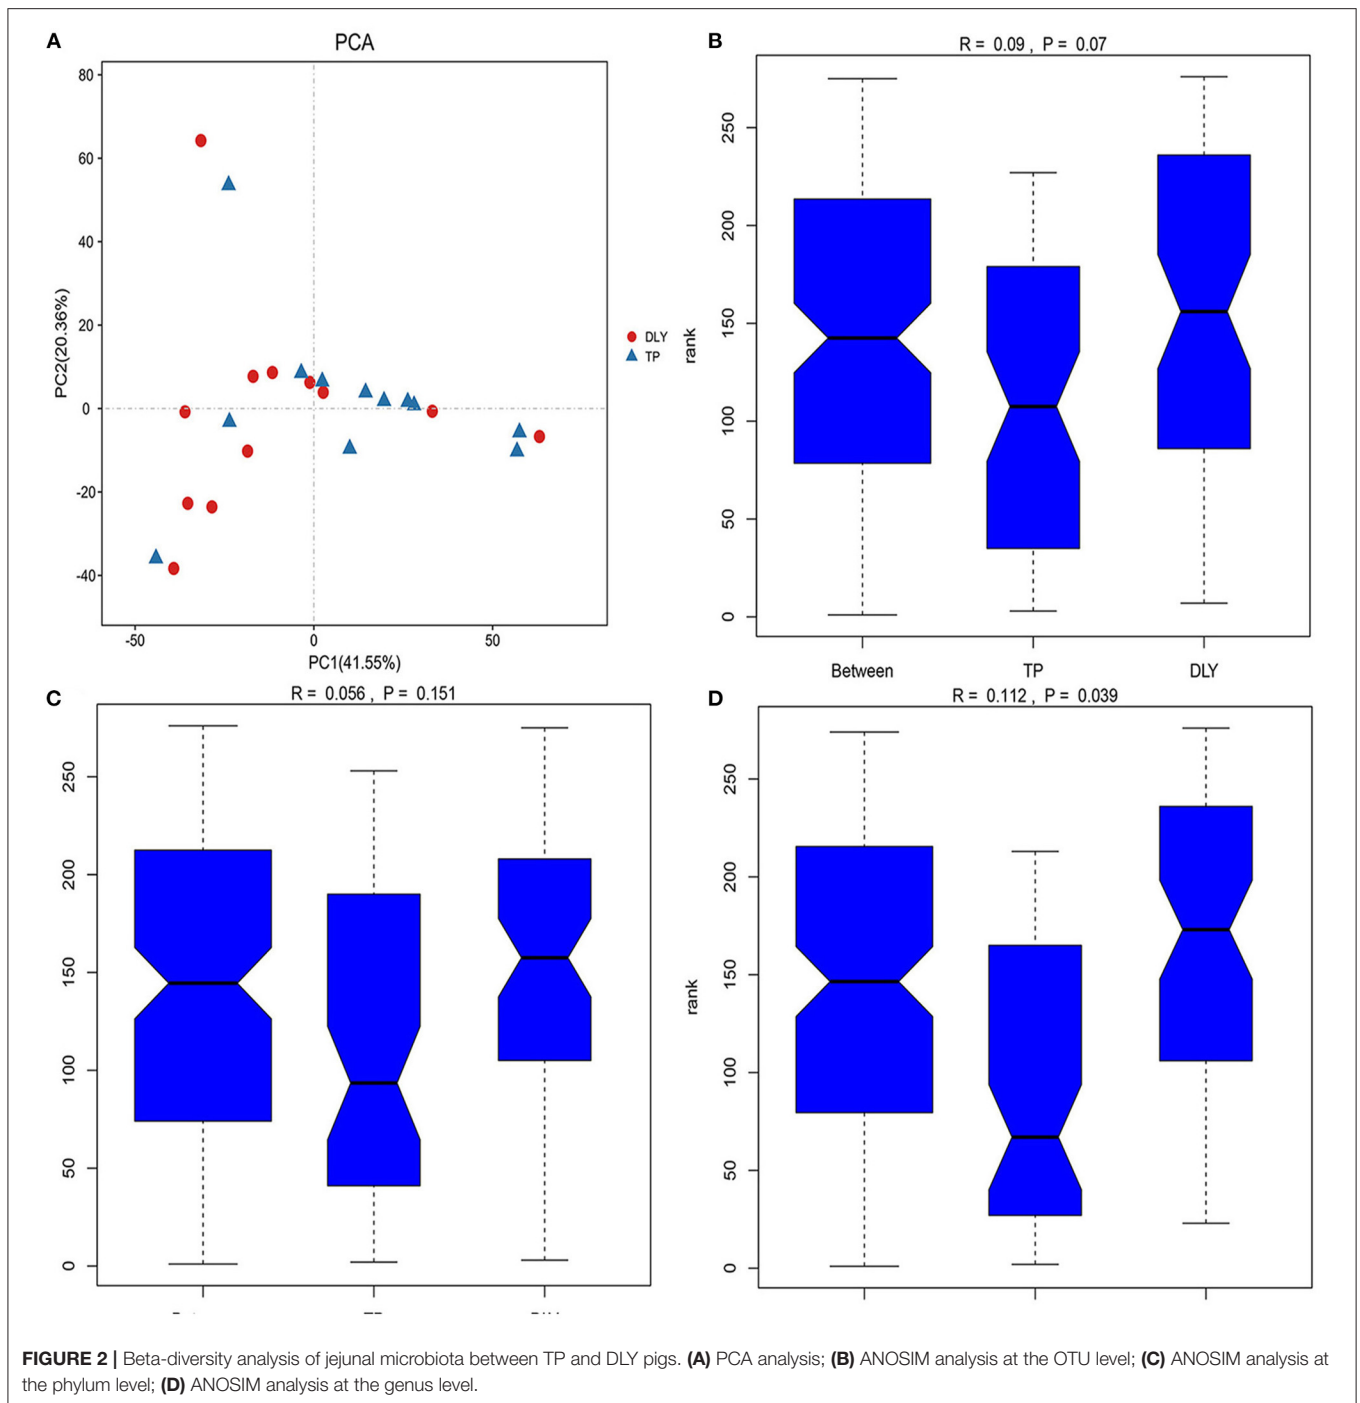 A
PCA
80
60
40
20
0
-20
-40
PC2(20.36%)
-50
0
50
PC1(41.55%)
DLY
TP
B
R = 0.09 , P = 0.07
250
200
150
100
50
0
rank
Between
TP
DLY
C
R = 0.056 , P = 0.151
250
200
150
100
50
0
D
R = 0.112 , P = 0.039
250
200
150
100
50
0
rank
FIGURE 2 | Beta-diversity analysis of jejunal microbiota between TP and DLY pigs. (A) PCA analysis; (B) ANOSIM analysis at the OTU level; (C) ANOSIM analysis at
the phylum level; (D) ANOSIM analysis at the genus level.